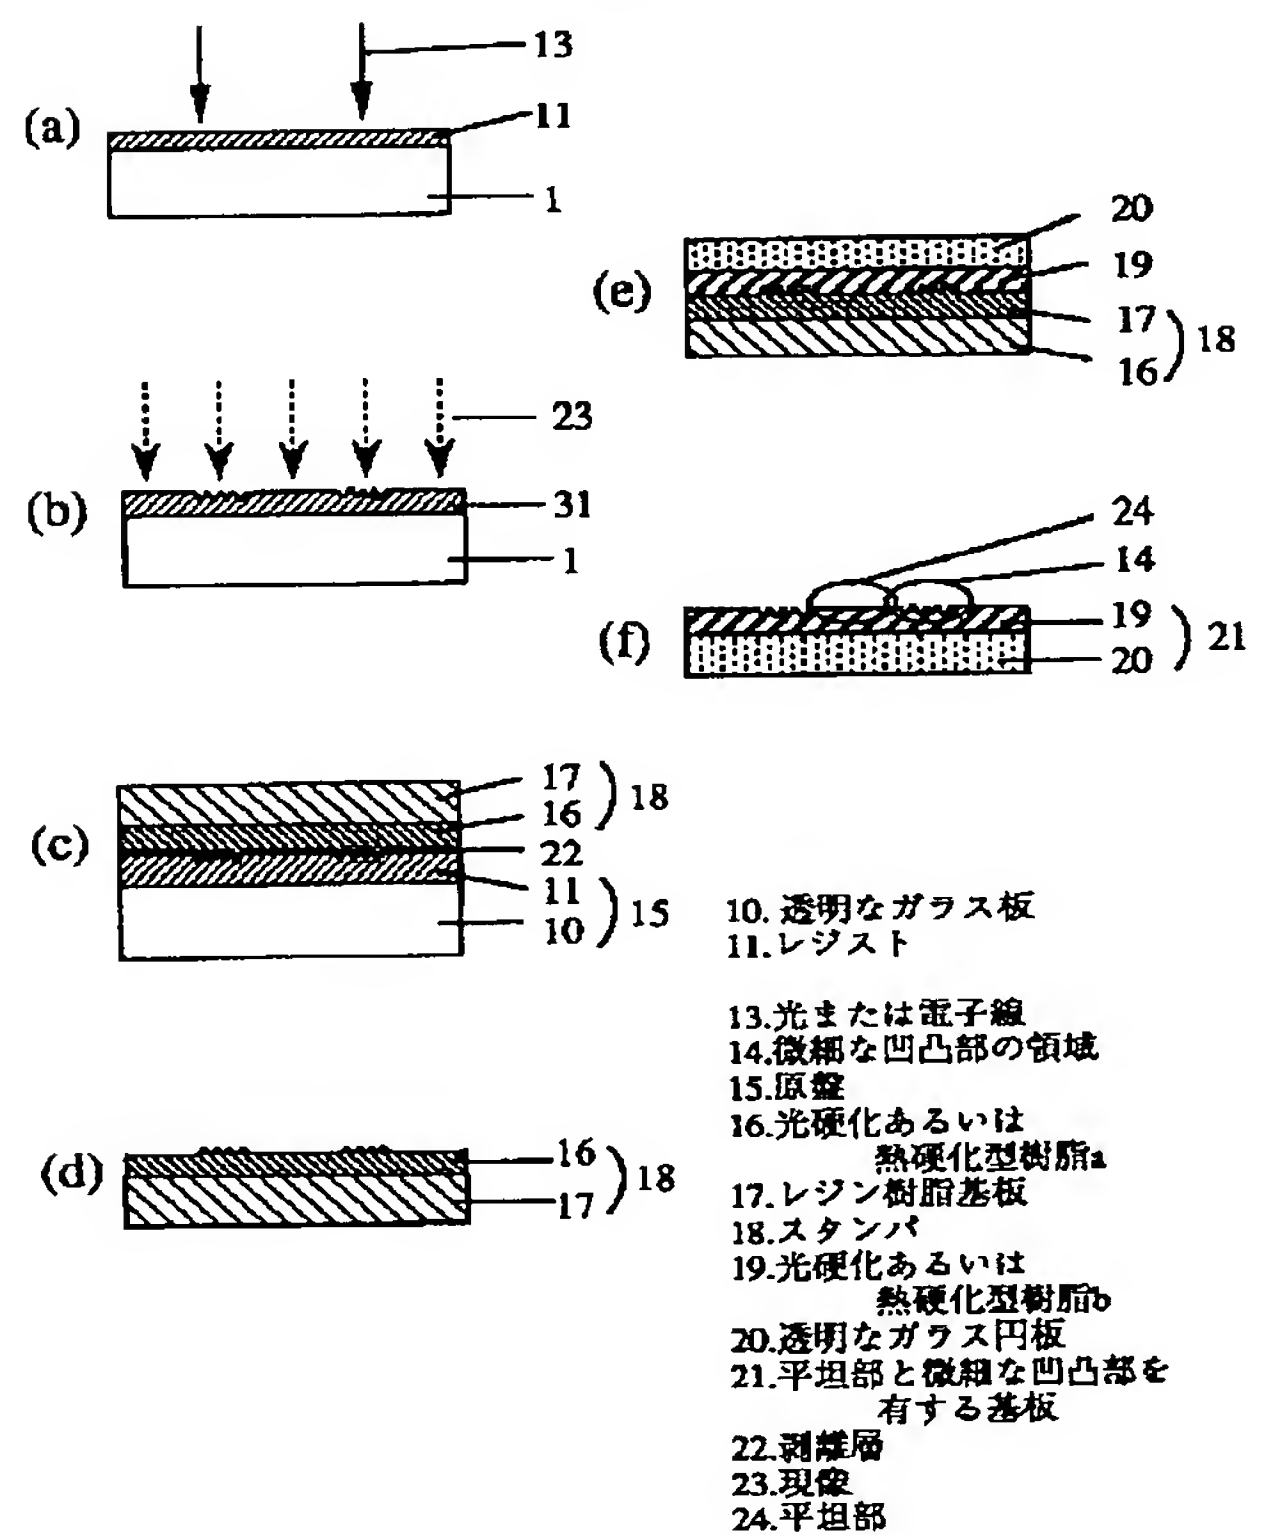 (a)
13
11
1
(b)
23
31
1
(c)
17
16
18
22
11
10
15
(d)
16
17
18
(e)
20
19
17
16
18
(f)
24
14
19
20
21
10. 透明なガラス板
11.レジスト
13.光または電子線
14.微細な凹凸部の領域
15.原盤
16.光硬化あるいは
熱硬化型樹脂a
17.レジン樹脂基板
18.スタンパ
19.光硬化あるいは
熱硬化型樹脂b
20.透明なガラス円板
21.平坦部と微細な凹凸部を
有する基板
22.剥離層
23.現像
24.平坦部